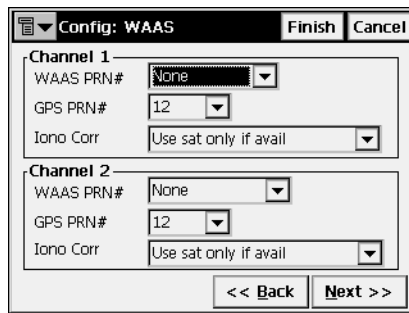 Config: WAAS Finish Cancel
Channel 1
WAAS PRN# None
GPS PRN# 12
Iono Corr Use sat only if avail
Channel 2
WAAS PRN# None
GPS PRN# 12
Iono Corr Use sat only if avail
<< Back Next >>